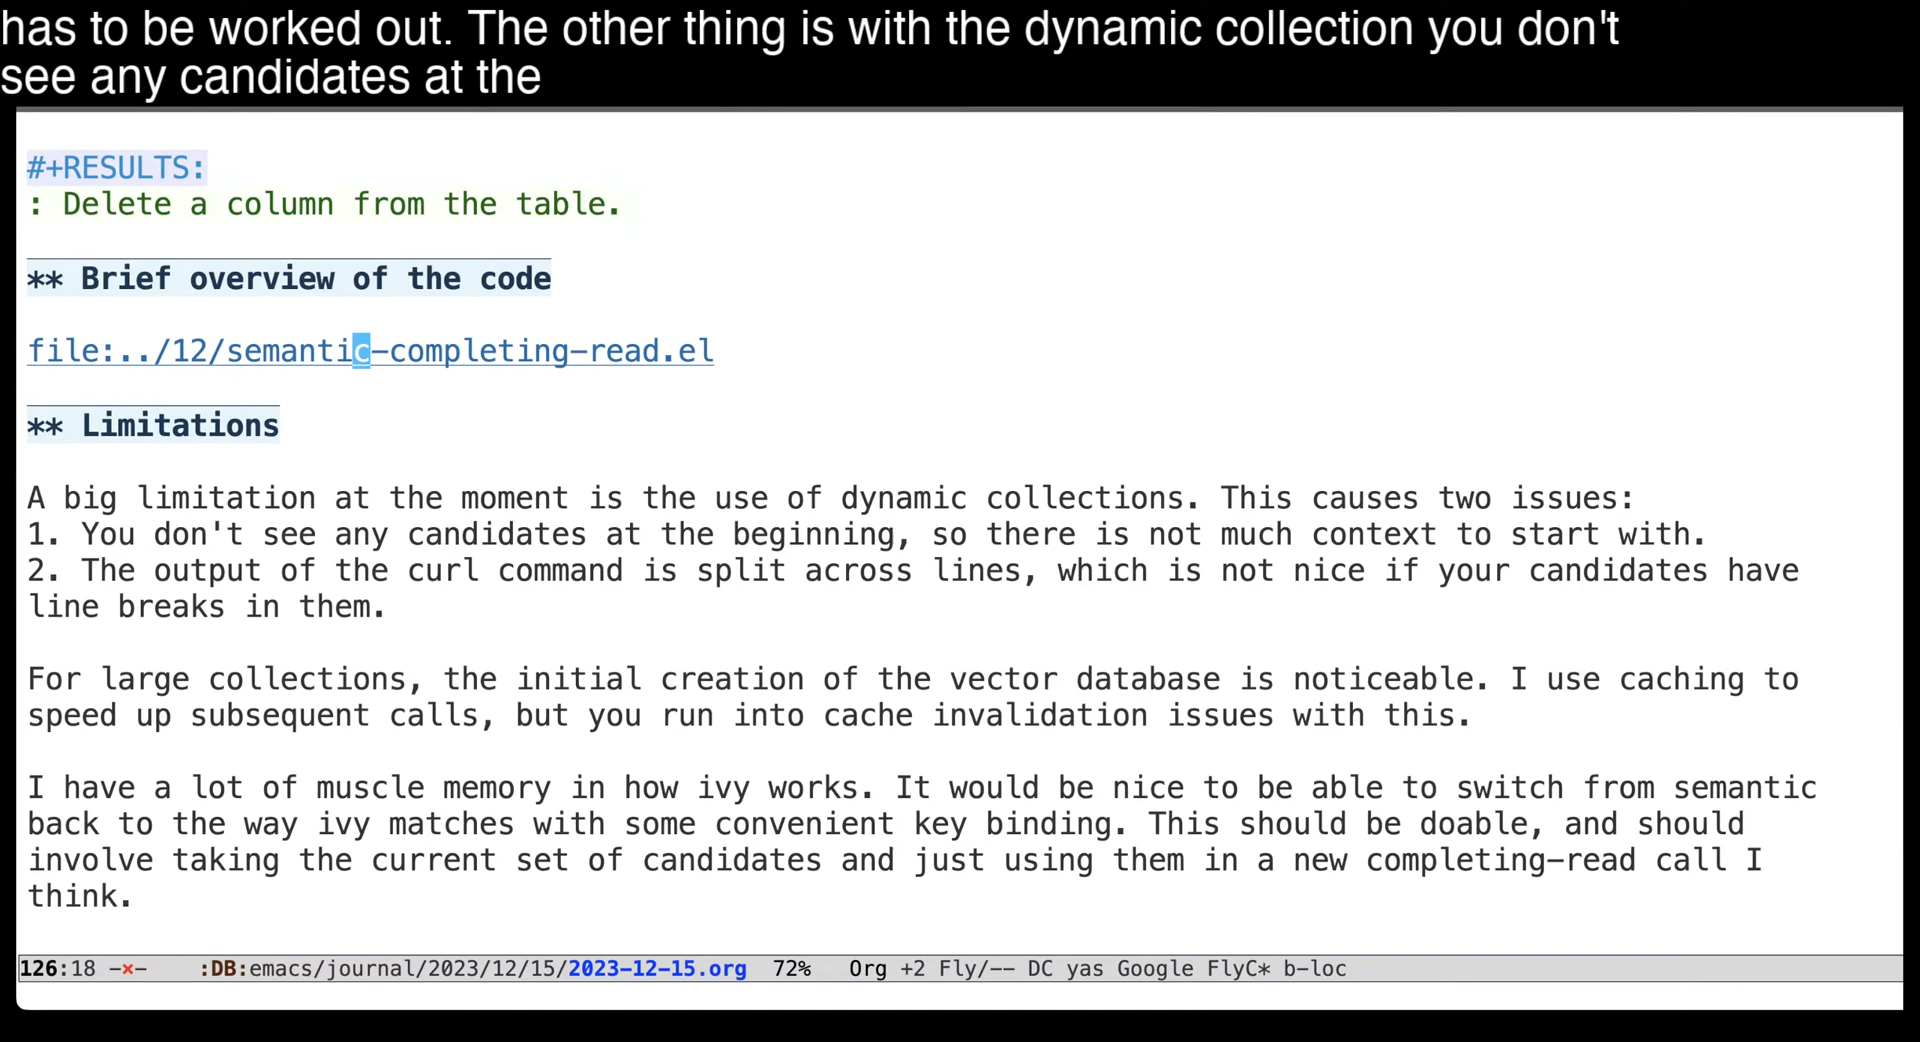 has to be worked out. The other thing is with the dynamic collection you don't
see any candidates at the
#+RESULTS:
: Delete a column from the table.
** Brief overview of the code
file:../12/semantic-completing-read.el
** Limitations
A big limitation at the moment is the use of dynamic collections. This causes two issues:
1. You don't see any candidates at the beginning, so there is not much context to start with.
2. The output of the curl command is split across lines, which is not nice if your candidates have
line breaks in them.
For large collections, the initial creation of the vector database is noticeable. I use caching to
speed up subsequent calls, but you run into cache invalidation issues with this.
I have a lot of muscle memory in how ivy works. It would be nice to be able to switch from semantic
back to the way ivy matches with some convenient key binding. This should be doable, and should
involve taking the current set of candidates and just using them in a new completing-read call I
think.
126:18 -×- :DB:emacs/journal/2023/12/15/2023-12-15.org 72% Org +2 Fly/-- DC yas Google FlyC* b-loc